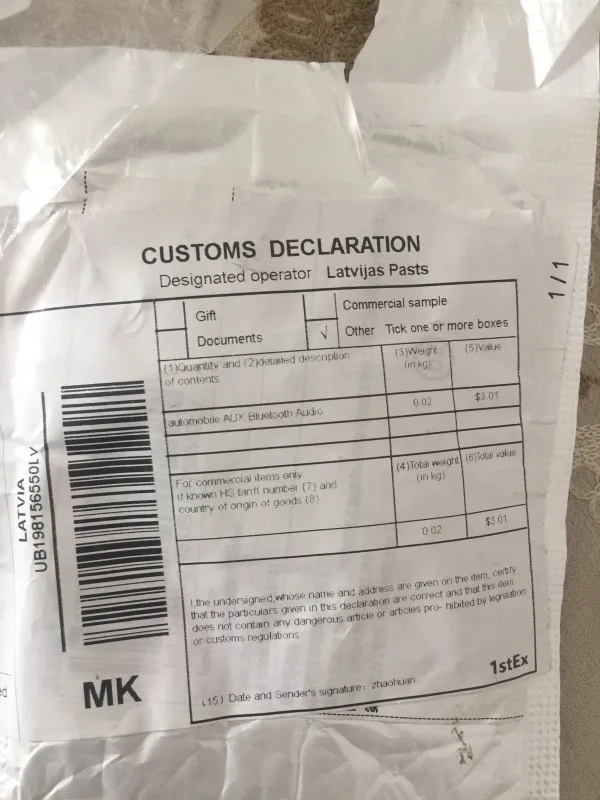 CUSTOMS DECLARATION
Designated operator Latvijas Pasts
1/1
Gift
Commercial sample
Documents
√ Other Tick one or more boxes
(1)Quantity and (2)detailed description
of contents
(3)Weight
(in kg)
(5)Value
automobile AUX Bluetooth Audio
0.02
$3.01
For commercial items only
if known HS tariff number (7) and
country of origin of goods (8)
(4)Total weight
(in kg)
(6)Total value
0.02
$3.01
I,the undersigned,whose name and address are given on the item, certify
that the particulars given in this declaration are correct and that this item
does not contain any dangerous article or articles pro- hibited by legislation
or customs regulations
(15) Date and Sender's signature: zhaohuan
1stEx
LATVIA
UB198156550LV
MK